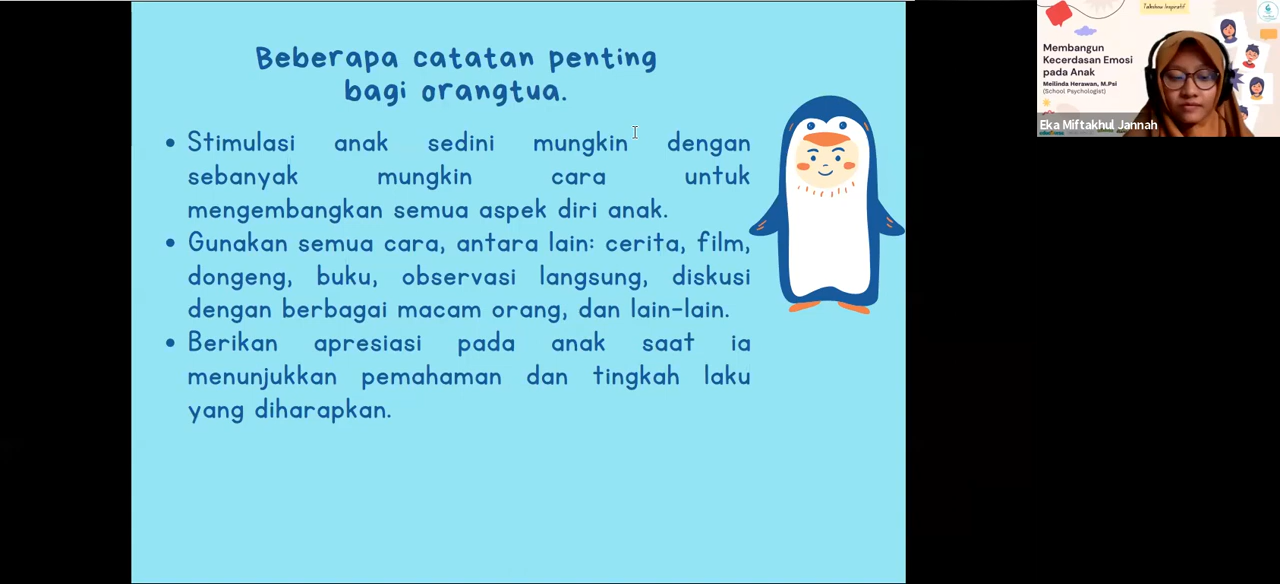 Beberapa catatan penting
bagi orangtua.
Stimulasi anak sedini mungkin dengan
sebanyak mungkin cara untuk
mengembangkan semua aspek diri anak.
Gunakan semua cara, antara lain: cerita, film,
dongeng, buku, observasi langsung, diskusi
dengan berbagai macam orang, dan lain-lain.
Berikan apresiasi pada anak saat ia
menunjukkan pemahaman dan tingkah laku
yang diharapkan.
Talkshow Inspiratif
Membangun
Kecerdasan Emosi
pada Anak
Meilinda Herawan, M.Psi
(School Psychologist)
Eka Miftakhul Jannah